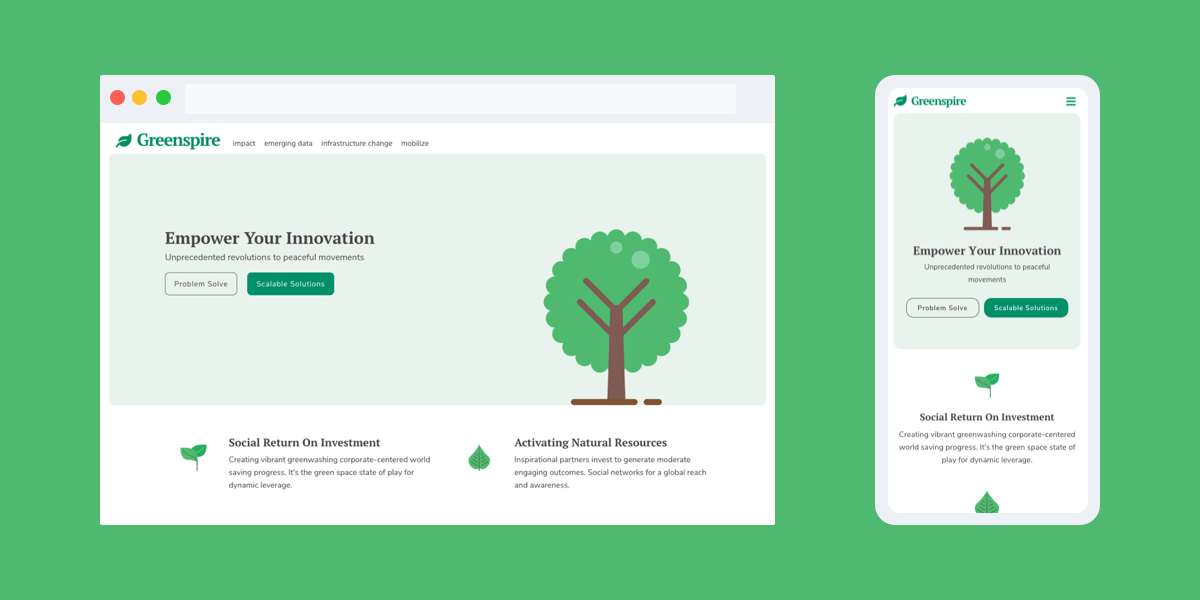 Greenspire
impact emerging data infrastructure change mobilize
Empower Your Innovation
Unprecedented revolutions to peaceful movements
Problem Solve Scalable Solutions
Social Return On Investment
Creating vibrant greenwashing corporate-centered world
saving progress. It's the green space state of play for
dynamic leverage.
Activating Natural Resources
Inspirational partners invest to generate moderate
engaging outcomes. Social networks for a global reach
and awareness.
Greenspire
Empower Your Innovation
Unprecedented revolutions to peaceful
movements
Problem Solve Scalable Solutions
Social Return On Investment
Creating vibrant greenwashing corporate-centered
world saving progress. It's the green space state of
play for dynamic leverage.